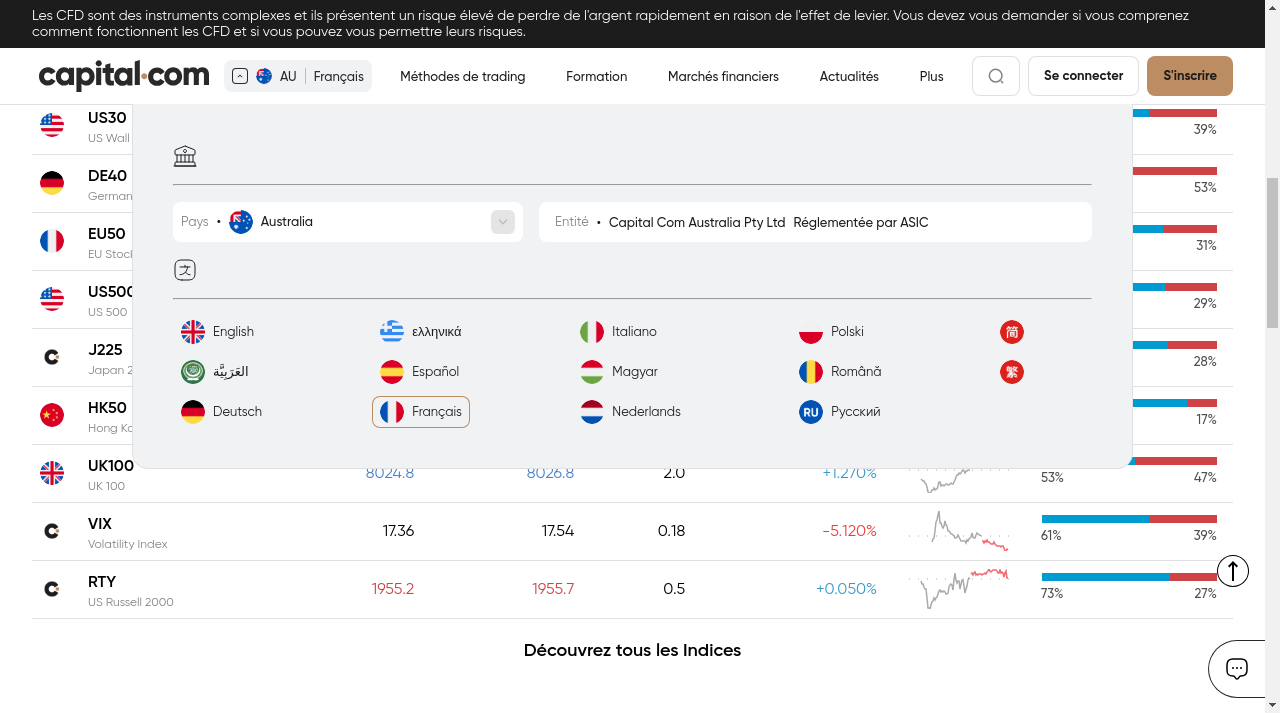 Les CFD sont des instruments complexes et ils présentent un risque élevé de perdre de l'argent rapidement en raison de l'effet de levier. Vous devez vous demander si vous comprenez
comment fonctionnent les CFD et si vous pouvez vous permettre leurs risques.
capital.com AU Français Méthodes de trading Formation Marchés financiers Actualités Plus Se connecter S'inscrire
US30
US Wall
39%
DE40
German
53%
EU50
EU Stock
31%
US500
US 500
29%
J225
Japan 2
28%
HK50
Hong Ko
17%
Pays • Australia Entité • Capital Com Australia Pty Ltd Réglementée par ASIC
文
English ελληνικά Italiano Polski 简
العَرَبِيَّة Español Magyar Română 繁
Deutsch Français Nederlands RU Русский
UK100 8024.8 8026.8 2.0 +1.270%
UK 100 53% 47%
VIX 17.36 17.54 0.18 -5.120%
Volatility Index 61% 39%
RTY 1955.2 1955.7 0.5 +0.050%
US Russell 2000 73% 27%
Découvrez tous les Indices